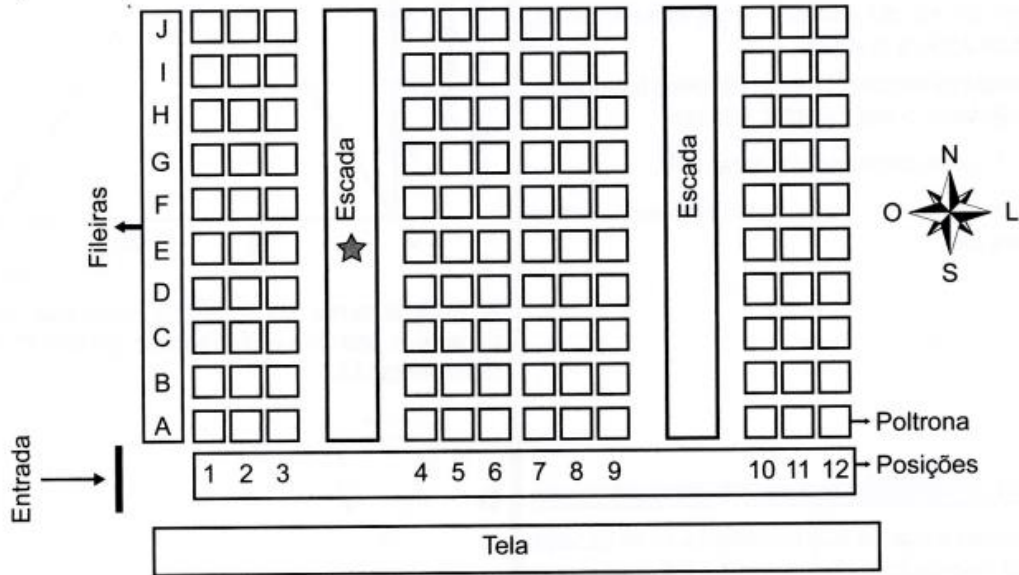 J
I
H
G
F
E
D
C
B
A
Fileiras
Escada
Escada
N
O L
S
Poltrona
Entrada
1 2 3 4 5 6 7 8 9 10 11 12
Posições
Tela